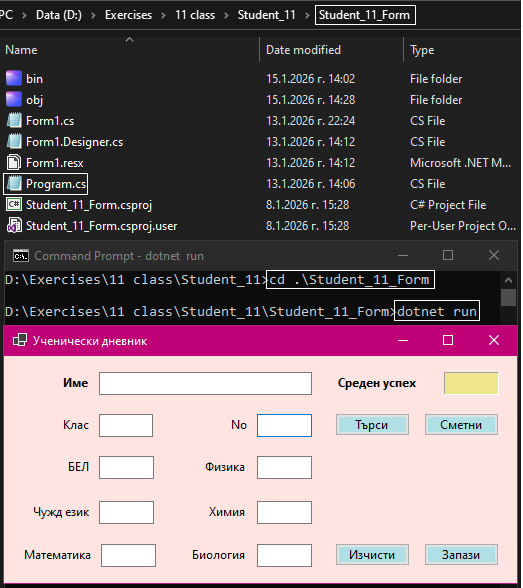 PC > Data (D:) > Exercises > 11 class > Student_11 > Student_11_Form
Name Date modified Type
bin 15.1.2026 г. 14:02 File folder
obj 15.1.2026 г. 14:28 File folder
Form1.cs 13.1.2026 г. 22:24 CS File
Form1.Designer.cs 13.1.2026 г. 14:12 CS File
Form1.resx 13.1.2026 г. 14:12 Microsoft .NET M...
Program.cs 13.1.2026 г. 14:06 CS File
Student_11_Form.csproj 8.1.2026 г. 15:28 C# Project File
Student_11_Form.csproj.user 8.1.2026 г. 15:28 Per-User Project O...
Command Prompt - dotnet run
D:\Exercises\11 class\Student_11>cd .\Student_11_Form
D:\Exercises\11 class\Student_11\Student_11_Form>dotnet run
Ученически дневник
Име Среден успех
Клас No Търси Сметни
БЕЛ Физика
Чужд език Химия
Математика Биология Изчисти Запази